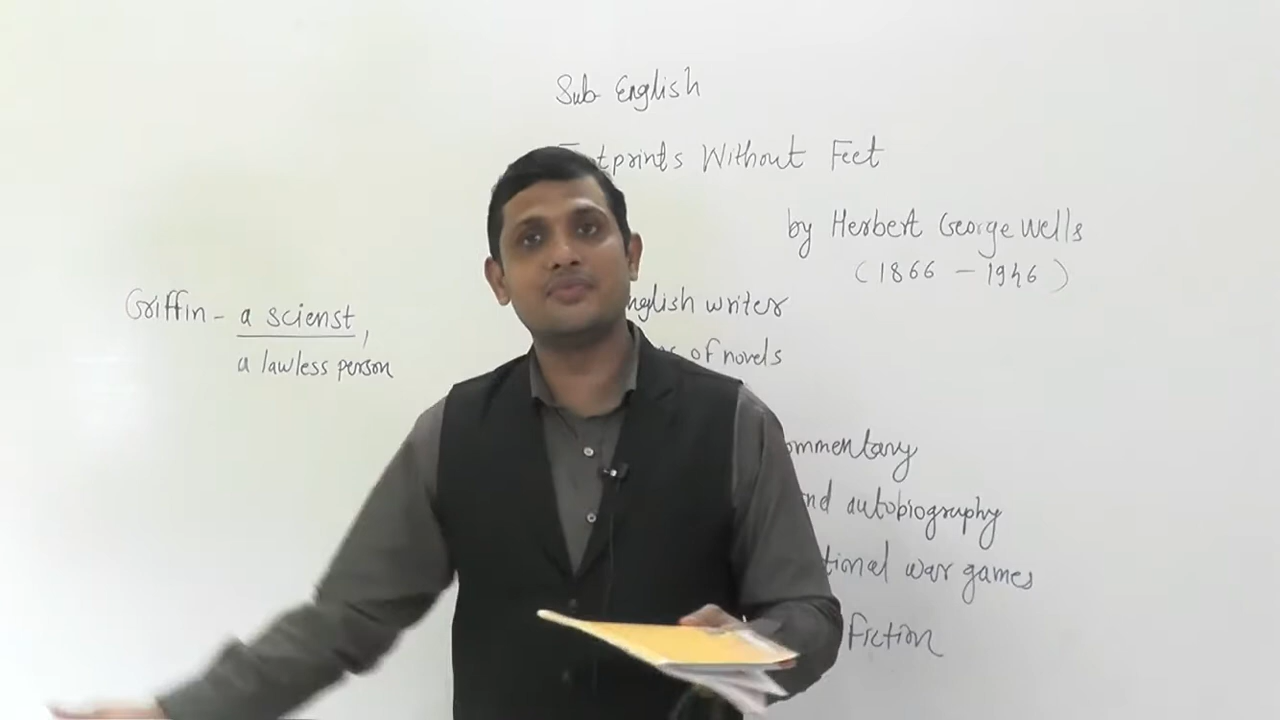 Sub English
tprints Without Feet
by Herbert George Wells
(1866 - 1946)
Griffin - a scienst,
a lawless person
nglish writer
of novels
ommentary
nd autobiography
tional war games
Fiction